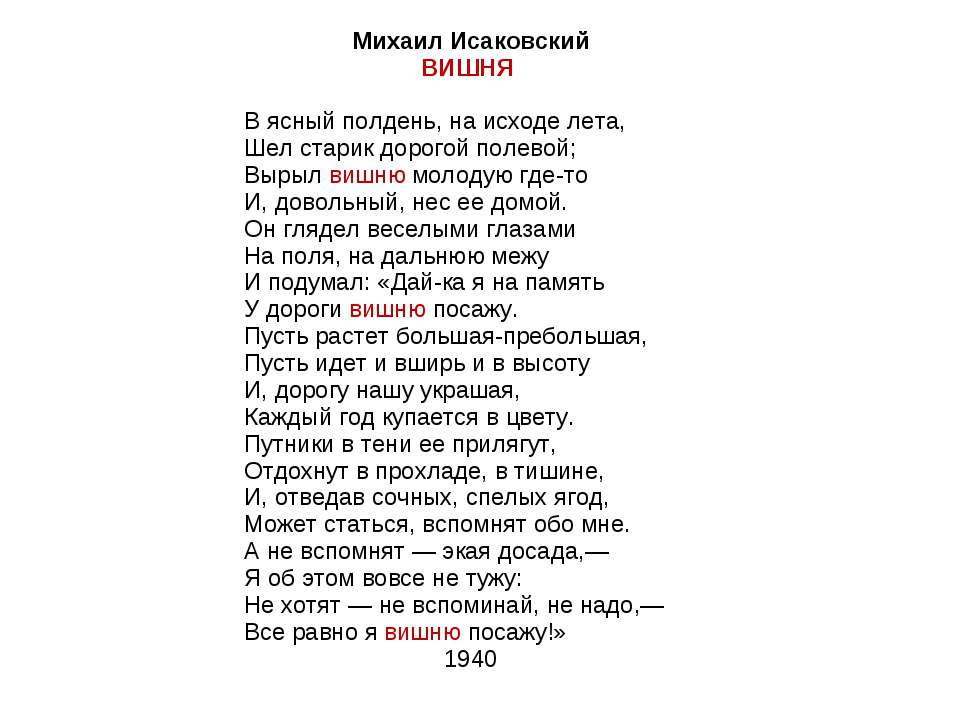 Михаил Исаковский
ВИШНЯ
В ясный полдень, на исходе лета,
Шел старик дорогой полевой;
Вырыл вишню молодую где-то
И, довольный, нес ее домой.
Он глядел веселыми глазами
На поля, на дальнюю межу
И подумал: «Дай-ка я на память
У дороги вишню посажу.
Пусть растет большая-пребольшая,
Пусть идет и вширь и в высоту
И, дорогу нашу украшая,
Каждый год купается в цвету.
Путники в тени ее прилягут,
Отдохнут в прохладе, в тишине,
И, отведав сочных, спелых ягод,
Может статься, вспомнят обо мне.
А не вспомнят — экая досада,—
Я об этом вовсе не тужу:
Не хотят — не вспоминай, не надо,—
Все равно я вишню посажу!»
1940